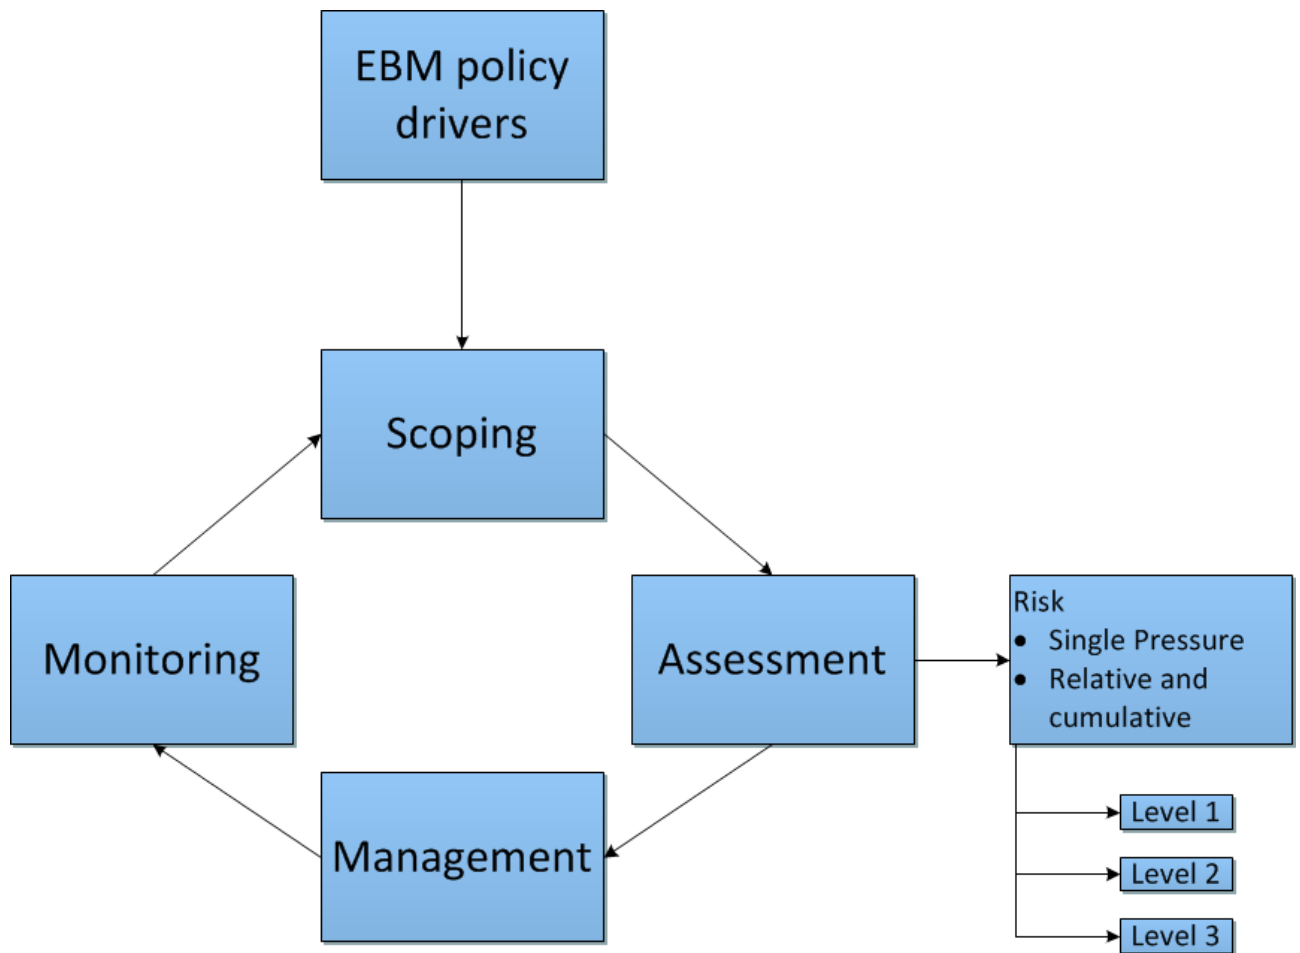 EBM policy
drivers
Scoping
Monitoring
Assessment
Risk
● Single Pressure
● Relative and
cumulative
Management
Level 1
Level 2
Level 3